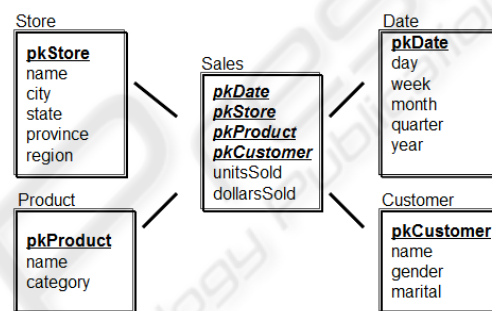 Store
pkStore
name
city
state
province
region
Date
pkDate
day
week
month
quarter
year
Sales
pkDate
pkStore
pkProduct
pkCustomer
unitsSold
dollarsSold
Product
pkProduct
name
category
Customer
pkCustomer
name
gender
marital